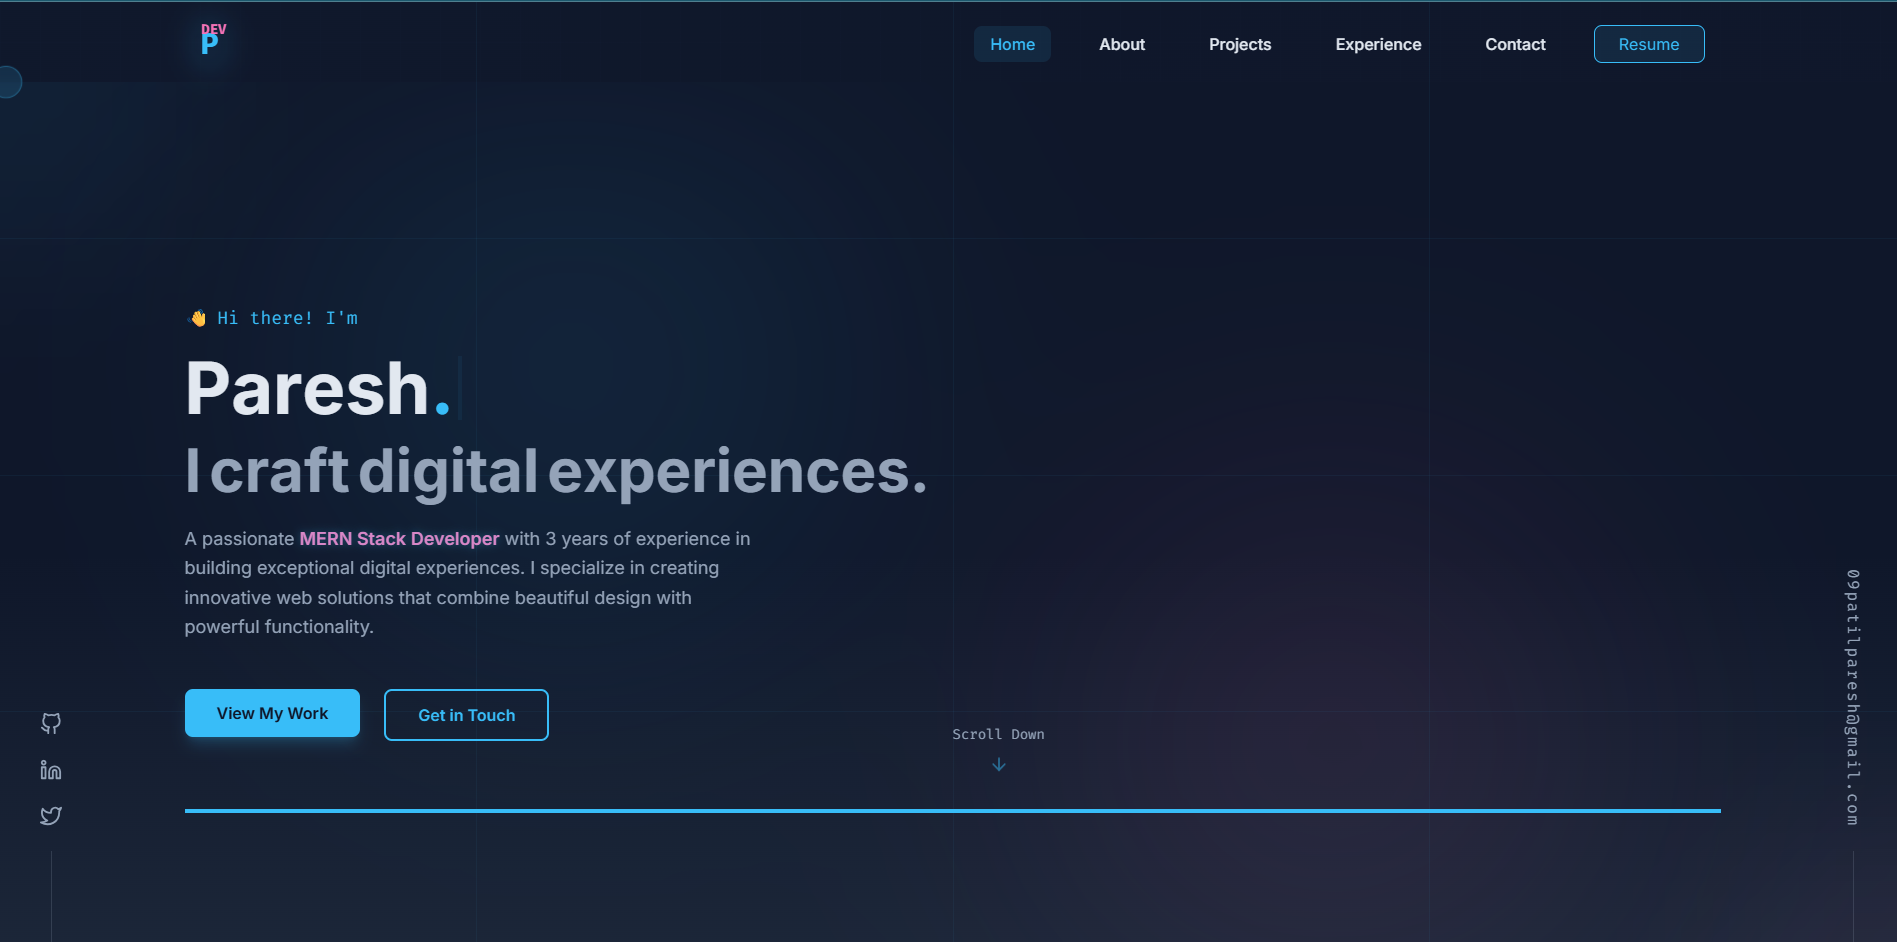 DEV
P
Home About Projects Experience Contact Resume
👋 Hi there! I'm
Paresh.
I craft digital experiences.
A passionate MERN Stack Developer with 3 years of experience in
building exceptional digital experiences. I specialize in creating
innovative web solutions that combine beautiful design with
powerful functionality.
View My Work
Get in Touch
Scroll Down
09patilparesh@gmail.com